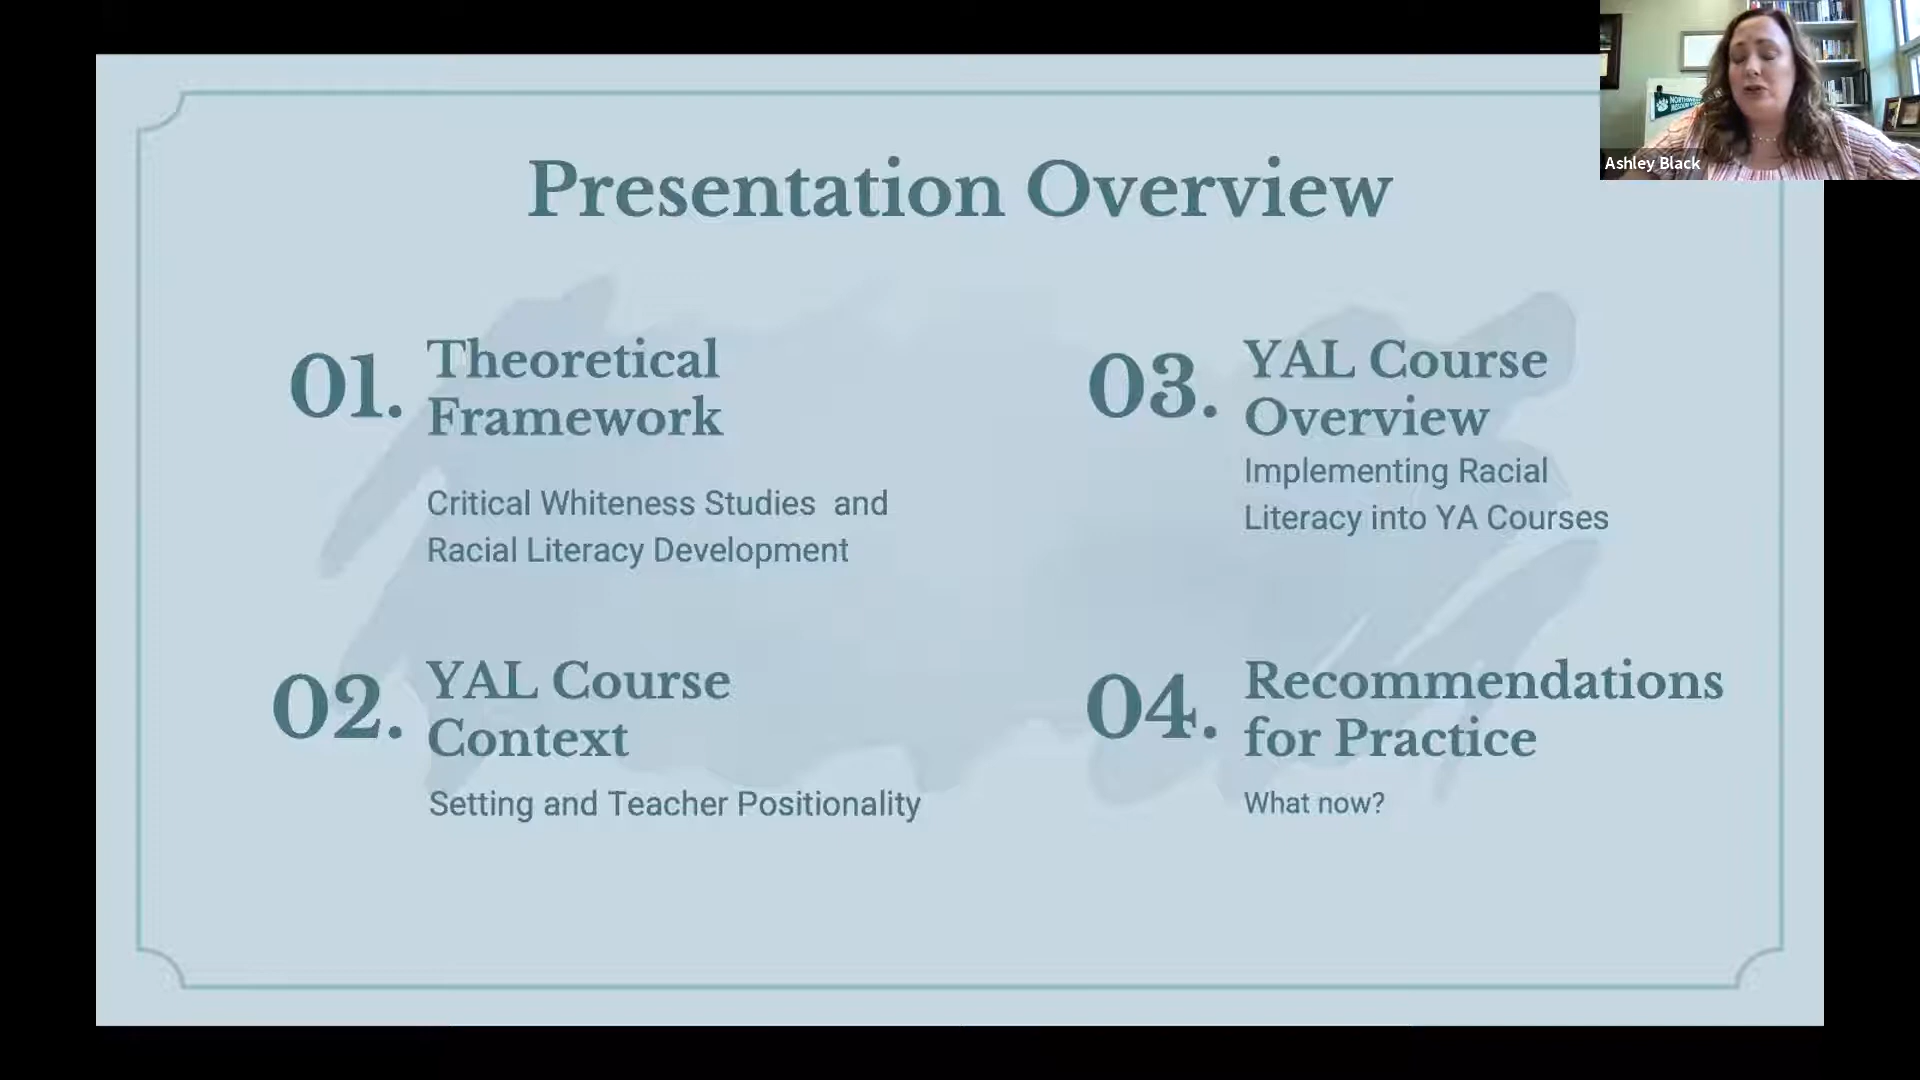 Presentation Overview
01.
Theoretical
Framework
Critical Whiteness Studies and
Racial Literacy Development
02.
YAL Course
Context
Setting and Teacher Positionality
03.
YAL Course
Overview
Implementing Racial
Literacy into YA Courses
04.
Recommendations
for Practice
What now?
Ashley Black